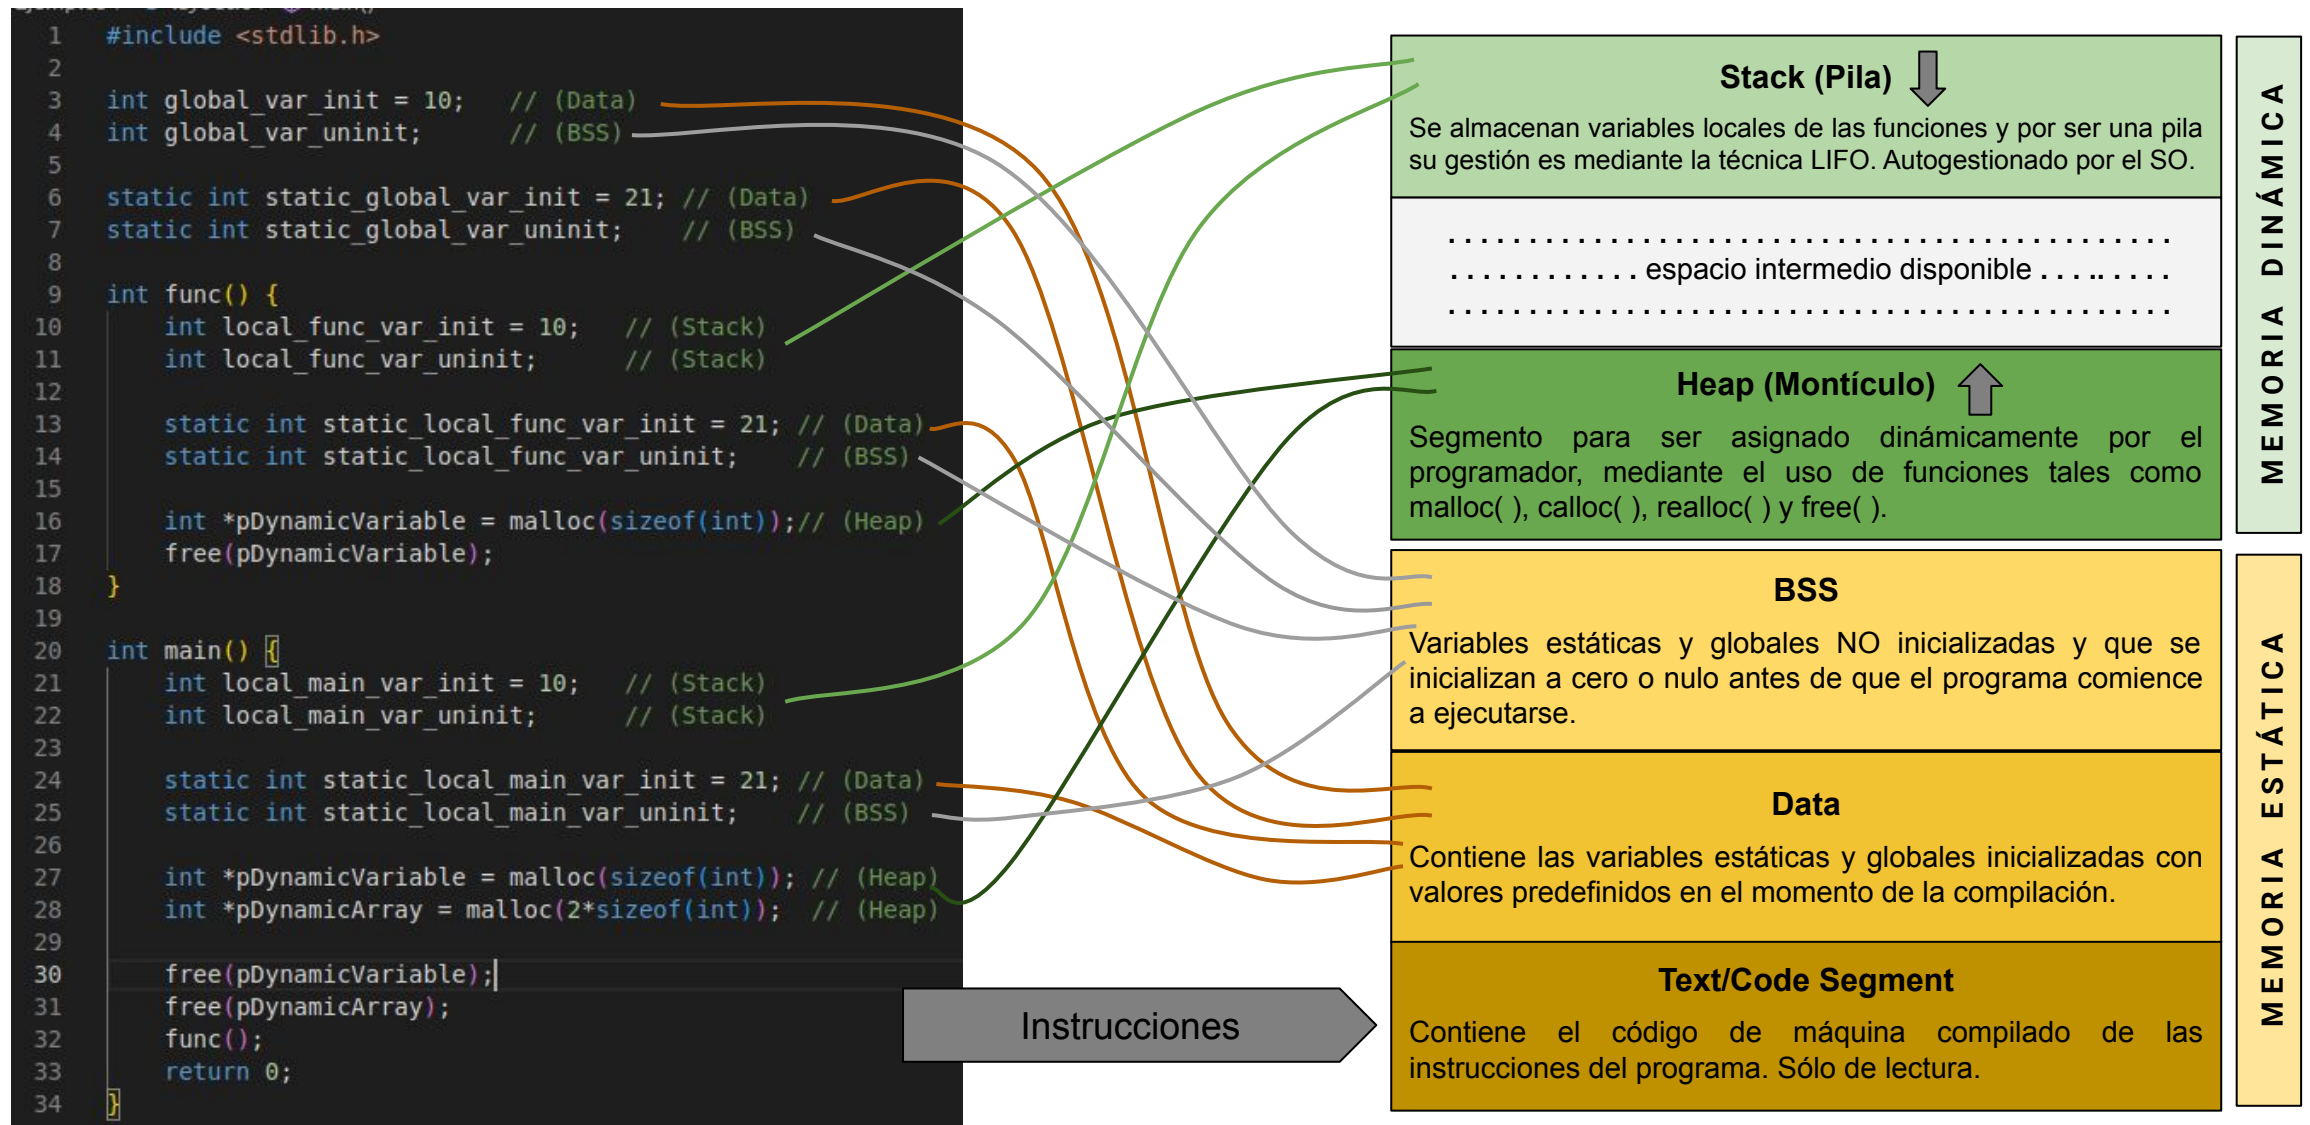 1 #include <stdlib.h>
2
3 int global_var_init = 10; // (Data)
4 int global_var_uninit; // (BSS)
5
6 static int static_global_var_init = 21; // (Data)
7 static int static_global_var_uninit; // (BSS)
8
9 int func() {
10 int local_func_var_init = 10; // (Stack)
11 int local_func_var_uninit; // (Stack)
12
13 static int static_local_func_var_init = 21; // (Data)
14 static int static_local_func_var_uninit; // (BSS)
15
16 int *pDynamicVariable = malloc(sizeof(int));// (Heap)
17 free(pDynamicVariable);
18 }
19
20 int main() {
21 int local_main_var_init = 10; // (Stack)
22 int local_main_var_uninit; // (Stack)
23
24 static int static_local_main_var_init = 21; // (Data)
25 static int static_local_main_var_uninit; // (BSS)
26
27 int *pDynamicVariable = malloc(sizeof(int)); // (Heap)
28 int *pDynamicArray = malloc(2*sizeof(int)); // (Heap)
29
30 free(pDynamicVariable);
31 free(pDynamicArray);
32 func();
33 return 0;
34 }
Instrucciones
Stack (Pila)
Se almacenan variables locales de las funciones y por ser una pila
su gestión es mediante la técnica LIFO. Autogestionado por el SO.
. . . . . . . . . . . . . . . . . . . . . . . . . . . . . . . . . . . . . . . . . . . . .
. . . . . . . . . . . . espacio intermedio disponible . . . .. . . . .
. . . . . . . . . . . . . . . . . . . . . . . . . . . . . . . . . . . . . . . . . . . . .
Heap (Montículo)
Segmento para ser asignado dinámicamente por el
programador, mediante el uso de funciones tales como
malloc( ), calloc( ), realloc( ) y free( ).
BSS
Variables estáticas y globales NO inicializadas y que se
inicializan a cero o nulo antes de que el programa comience
a ejecutarse.
Data
Contiene las variables estáticas y globales inicializadas con
valores predefinidos en el momento de la compilación.
Text/Code Segment
Contiene el código de máquina compilado de las
instrucciones del programa. Sólo de lectura.
MEMORIA DINÁMICA
MEMORIA ESTÁTICA